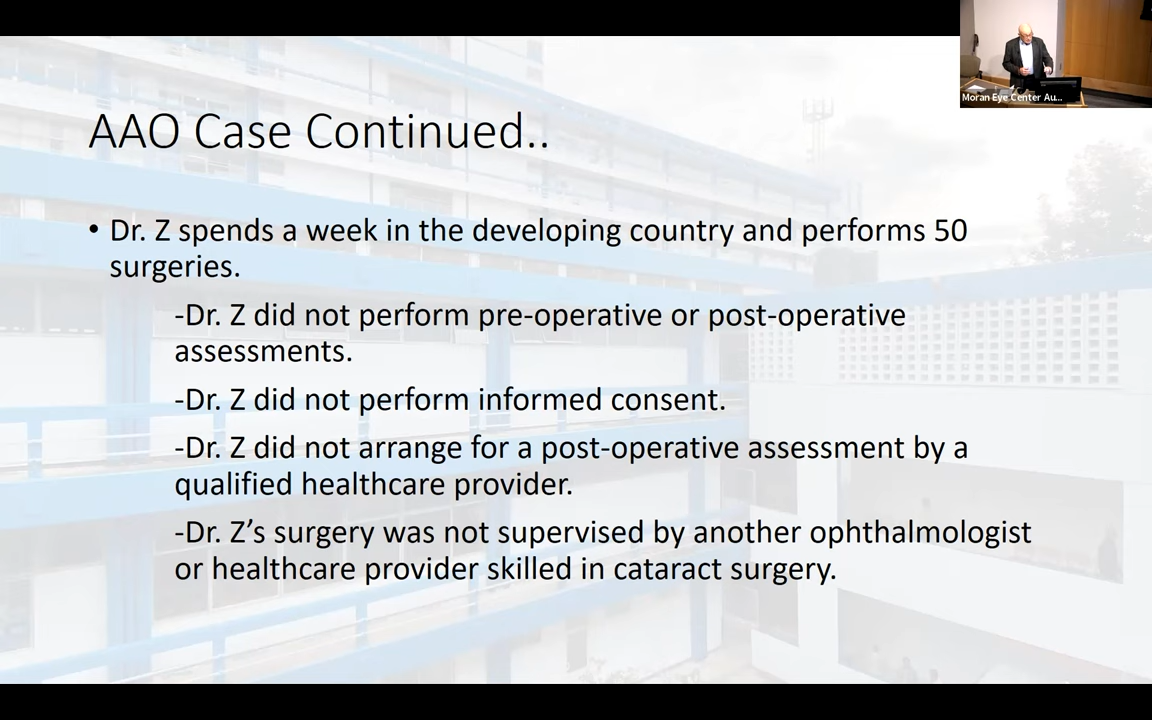 Moran Eye Center Au...
AAO Case Continued..
• Dr. Z spends a week in the developing country and performs 50
surgeries.
-Dr. Z did not perform pre-operative or post-operative
assessments.
-Dr. Z did not perform informed consent.
-Dr. Z did not arrange for a post-operative assessment by a
qualified healthcare provider.
-Dr. Z’s surgery was not supervised by another ophthalmologist
or healthcare provider skilled in cataract surgery.